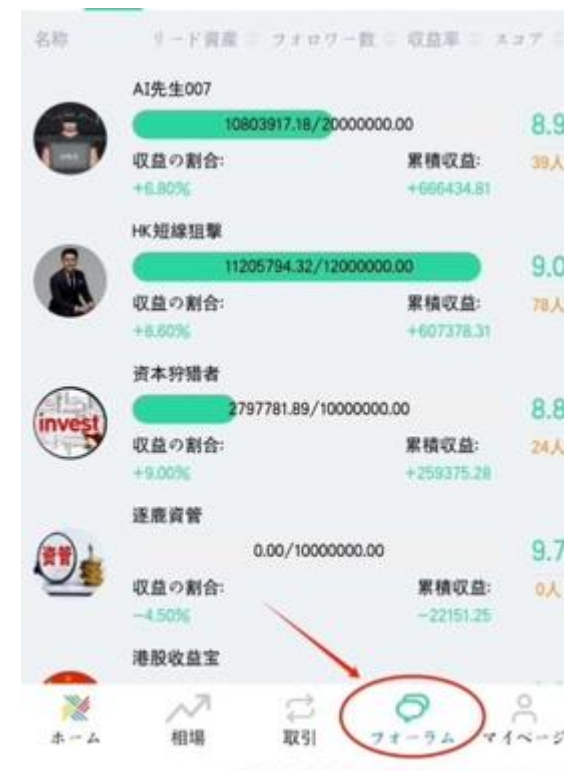 名称 リード資産 フォロワー数 収益率 スコア
AI先生007
10803917.18/20000000.00
8.9
収益の割合: 累積収益: 39人
+6.80% +666434.81
HK短線狙擊
11205794.32/12000000.00
9.0
収益の割合: 累積収益: 78人
+8.60% +607378.31
资本狩猎者
invest
2797781.89/10000000.00
8.8
収益の割合: 累積収益: 24人
+9.00% +259375.28
逐鹿資管
資管
0.00/10000000.00
9.7
収益の割合: 累積収益: 0人
-4.50% -22151.25
港股收益宝
ホーム 相場 取引 フォーラム マイページ